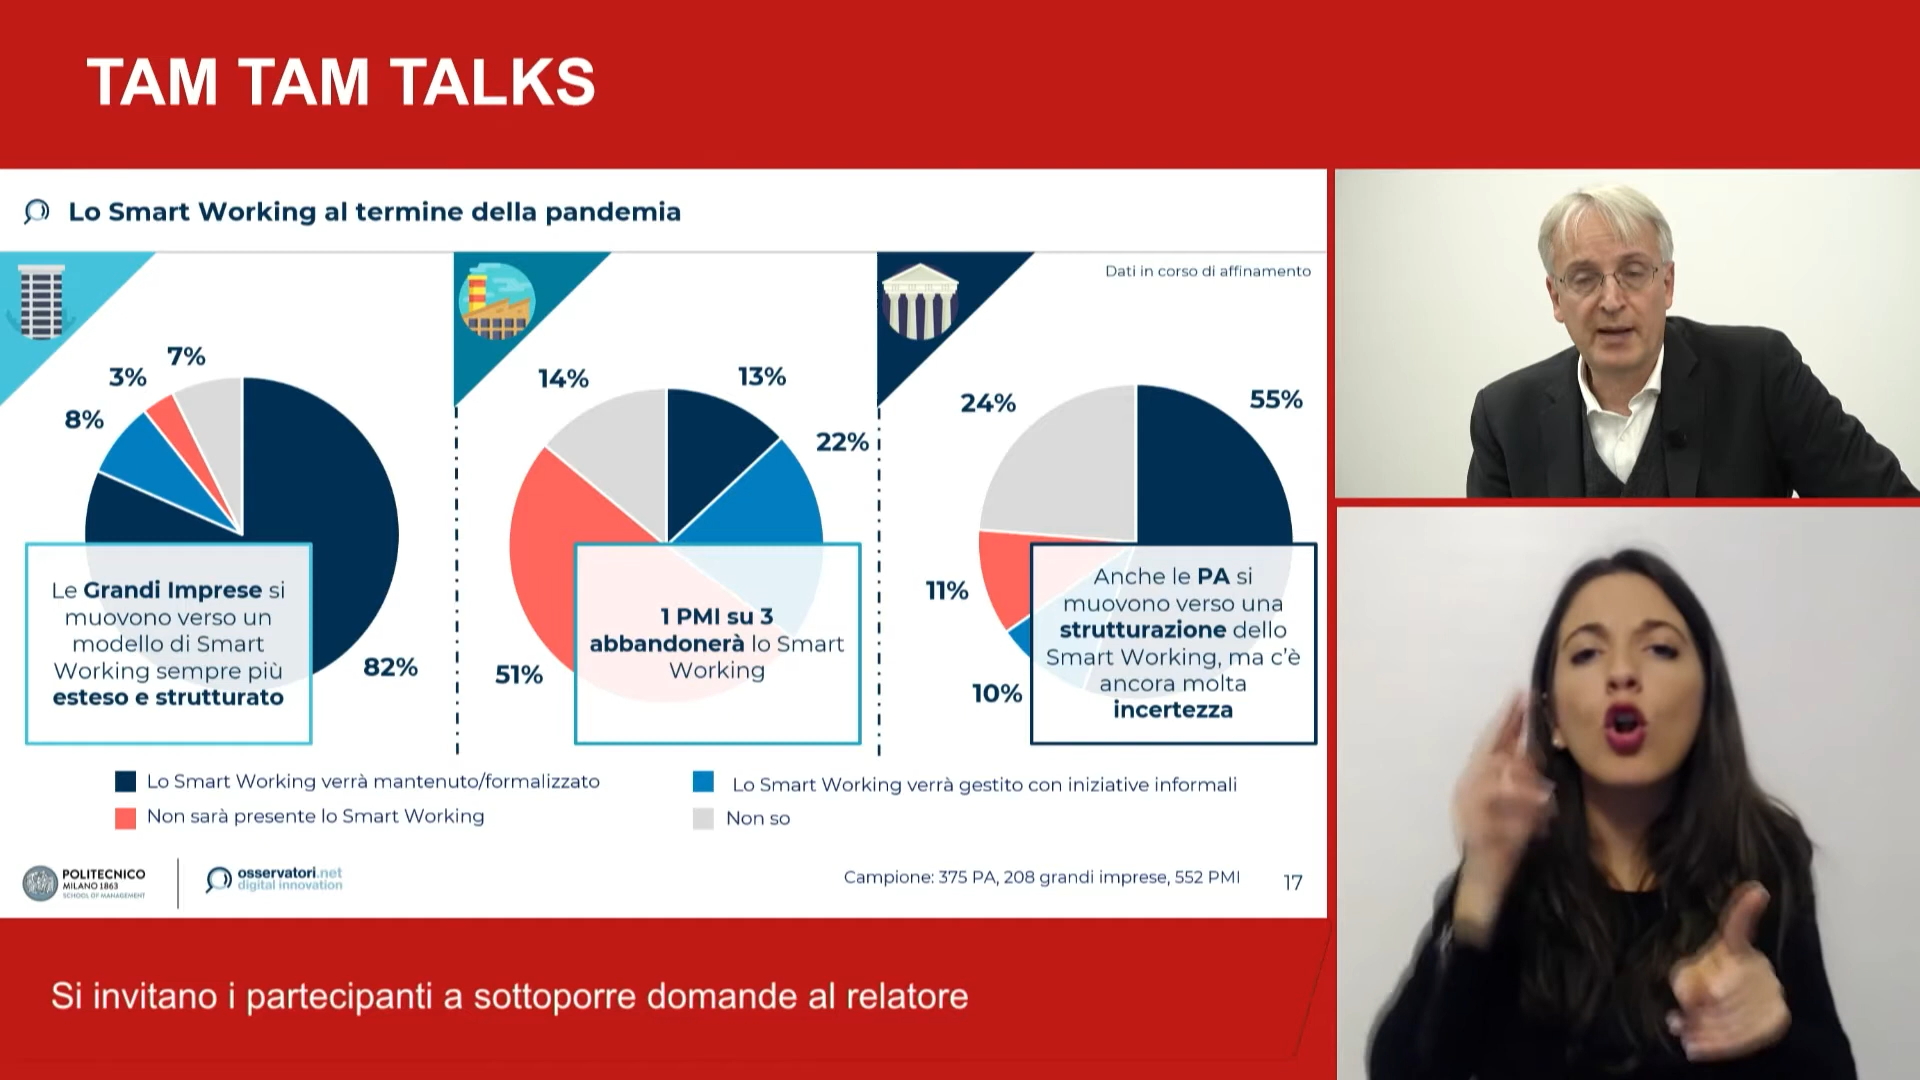 TAM TAM TALKS
Lo Smart Working al termine della pandemia
Dati in corso di affinamento
7%
3%
8%
82%
Le Grandi Imprese si
muovono verso un
modello di Smart
Working sempre più
esteso e strutturato
14%
13%
22%
51%
1 PMI su 3
abbandonerà lo Smart
Working
24%
55%
11%
10%
Anche le PA si
muovono verso una
strutturazione dello
Smart Working, ma c'è
ancora molta
incertezza
Lo Smart Working verrà mantenuto/formalizzato
Lo Smart Working verrà gestito con iniziative informali
Non sarà presente lo Smart Working
Non so
POLITECNICO
MILANO 1863
SCHOOL OF MANAGEMENT
osservatori.net
digital innovation
Campione: 375 PA, 208 grandi imprese, 552 PMI
17
Si invitano i partecipanti a sottoporre domande al relatore